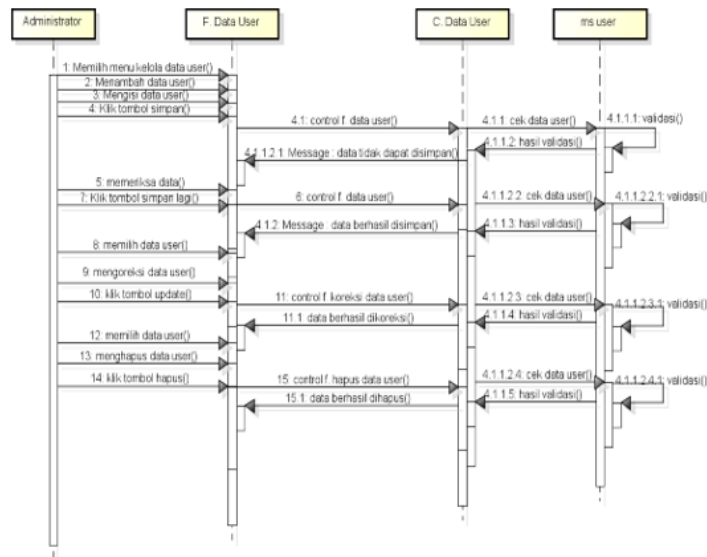 Administrator
F. Data User
C. Data User
ms user
1: Memilih menu kelola data user()
2: Menambah data user()
3: Mengisi data user()
4: Klik tombol simpan()
4.1: control f. data user()
4.1.1: cek data user()
4.1.1.1: validasi()
4.1.1.2: hasil validasi()
4.1.1.2.1 Message : data tidak dapat disimpan()
5: memeriksa data()
7: Klik tombol simpan lagi()
6: control f. data user()
4.1.1.2.2: cek data user()
4.1.1.2.2.1: validasi()
4.1.1.3: hasil validasi()
4.1.2: Message : data berhasil disimpan()
8: memilih data user()
9: mengoreksi data user()
10: klik tombol update()
11: control f. koreksi data user()
4.1.1.2.3: cek data user()
4.1.1.2.3.1: validasi()
4.1.1.4: hasil validasi()
11.1: data berhasil dikoreksi()
12: memilih data user()
13: menghapus data user()
14: klik tombol hapus()
15: control f. hapus data user()
4.1.1.2.4: cek data user()
4.1.1.2.4.1: validasi()
4.1.1.5: hasil validasi()
15.1: data berhasil dihapus()